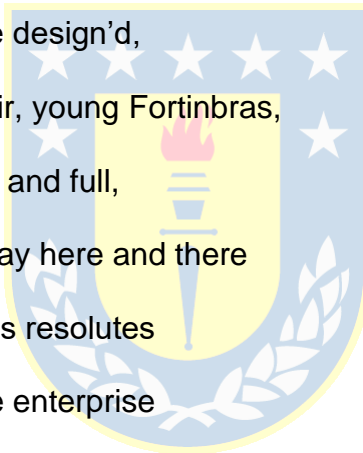 e design’d,
ir, young Fortinbras,
and full,
ay here and there
s resolutes
e enterprise